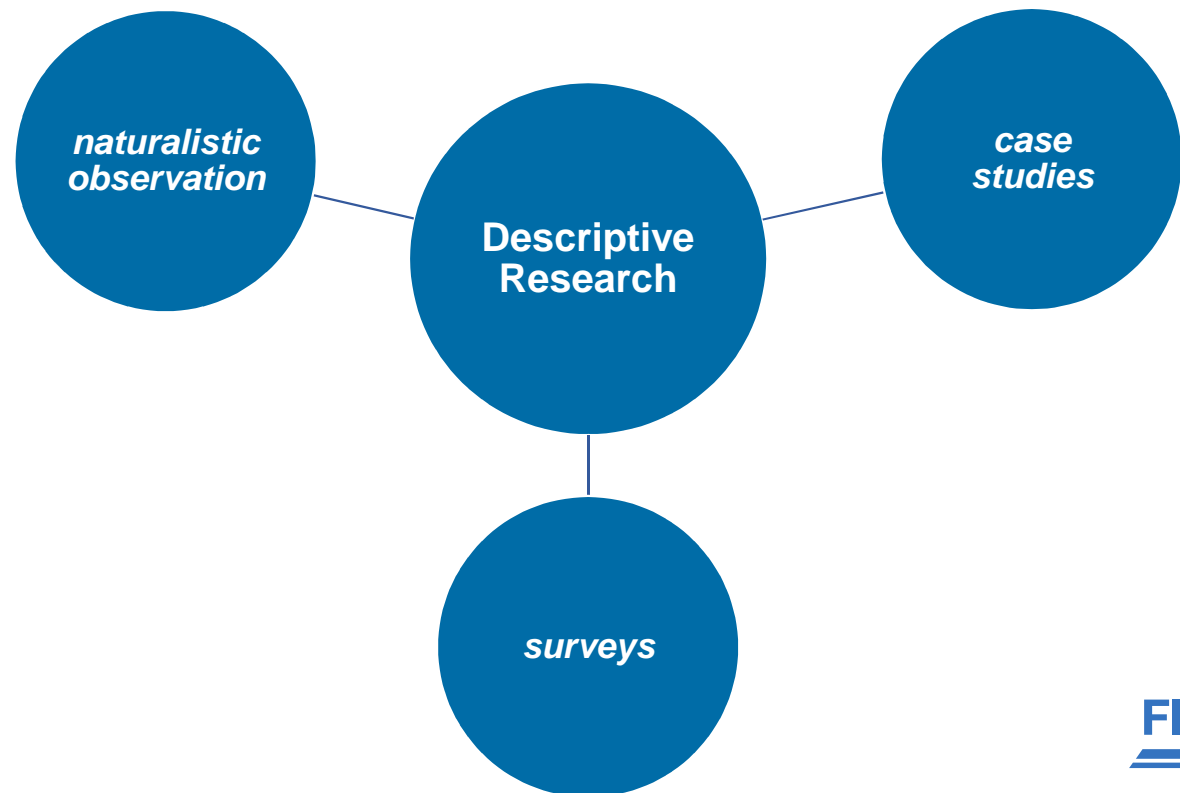 naturalistic
observation
case
studies
Descriptive
Research
surveys